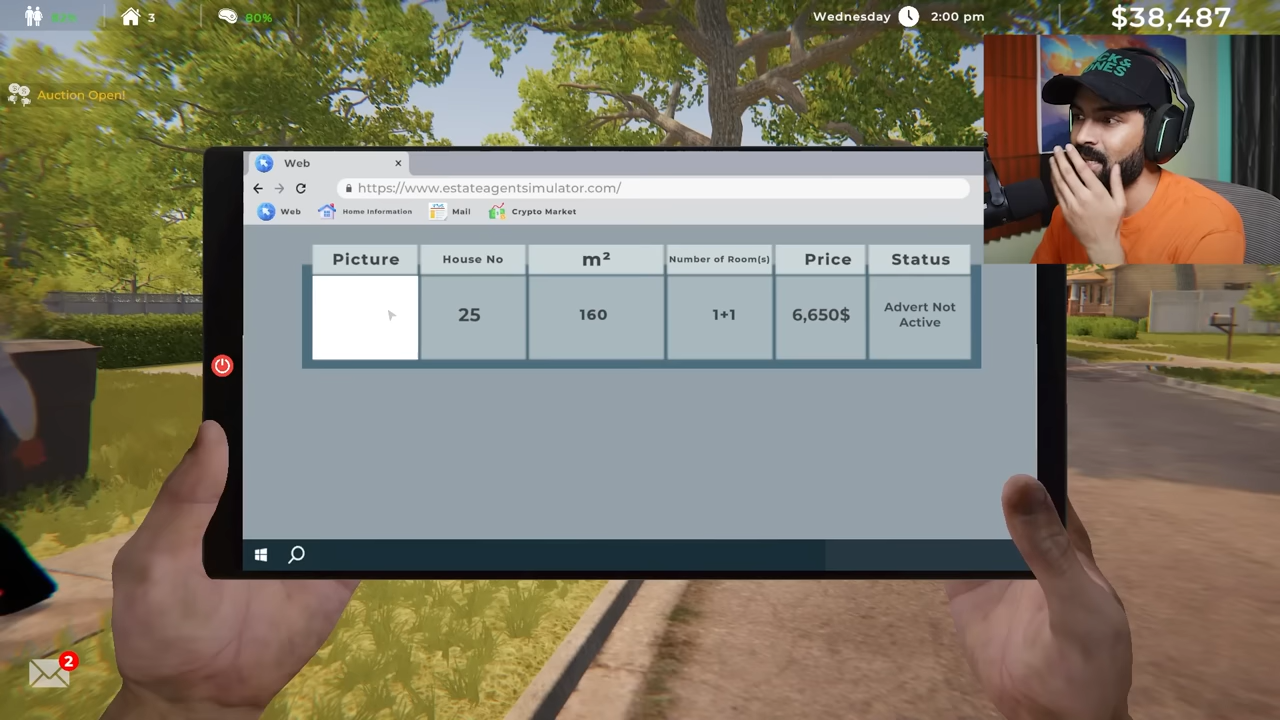 3
80%
Wednesday 2:00 pm
$38,487
Auction Open!
Web ×
https://www.estateagentsimulator.com/
Web Home Information Mail Crypto Market
Picture House No m² Number of Room(s) Price Status
25 160 1+1 6,650$ Advert Not
Active
2